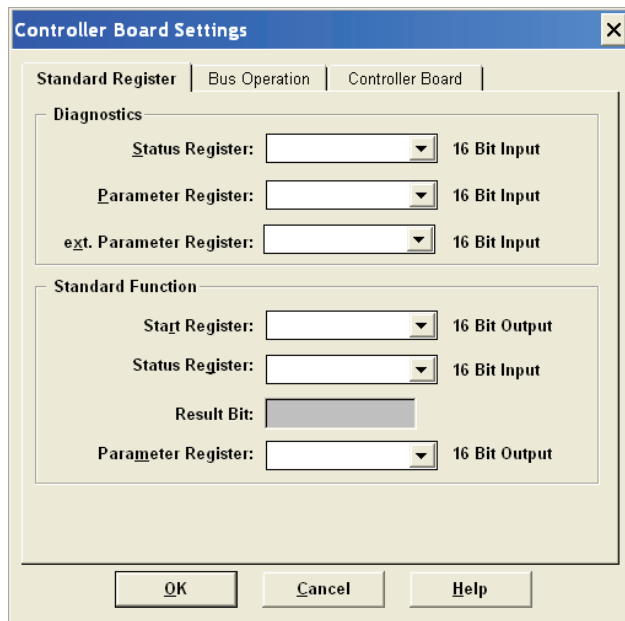 Controller Board Settings
Standard Register Bus Operation Controller Board
Diagnostics
Status Register: 16 Bit Input
Parameter Register: 16 Bit Input
ext. Parameter Register: 16 Bit Input
Standard Function
Start Register: 16 Bit Output
Status Register: 16 Bit Input
Result Bit:
Parameter Register: 16 Bit Output
OK Cancel Help